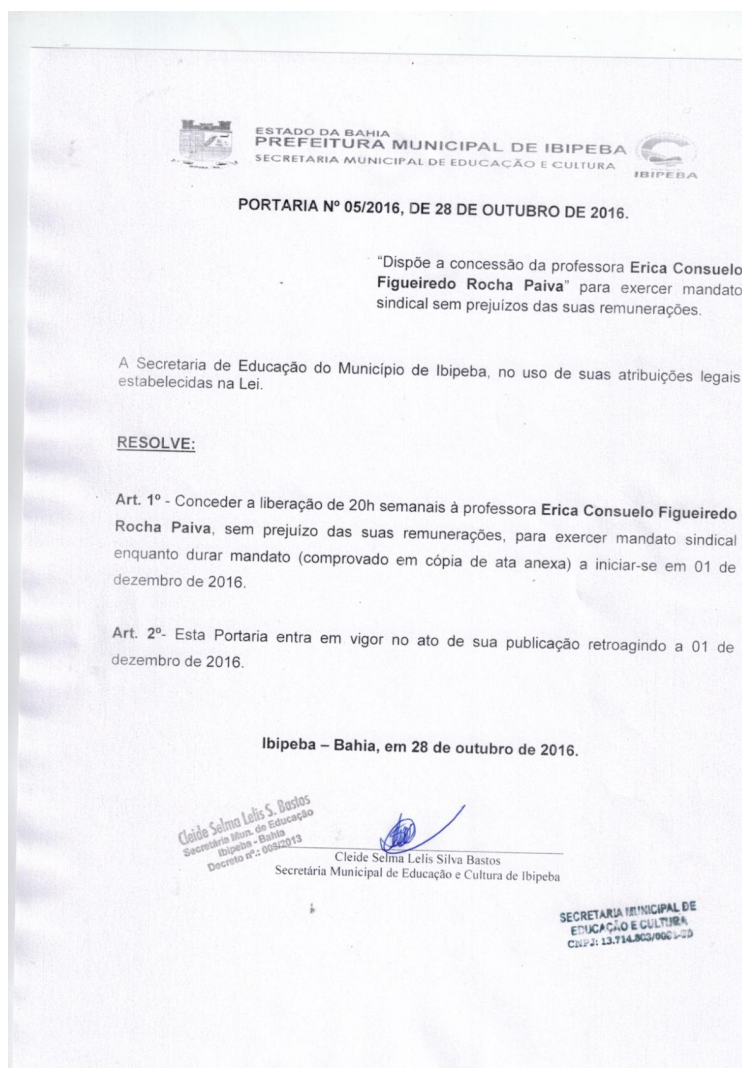 ESTADO DA BAHIA
PREFEITURA MUNICIPAL DE IBIPEBA
SECRETARIA MUNICIPAL DE EDUCAÇÃO E CULTURA
IBIPEBA
PORTARIA Nº 05/2016, DE 28 DE OUTUBRO DE 2016.
“Dispõe a concessão da professora Erica Consuelo
Figueiredo Rocha Paiva” para exercer mandato
sindical sem prejuízos das suas remunerações.
A Secretaria de Educação do Município de Ibipeba, no uso de suas atribuições legais
estabelecidas na Lei.
RESOLVE:
Art. 1º - Conceder a liberação de 20h semanais à professora Erica Consuelo Figueiredo
Rocha Paiva, sem prejuízo das suas remunerações, para exercer mandato sindical
enquanto durar mandato (comprovado em cópia de ata anexa) a iniciar-se em 01 de
dezembro de 2016.
Art. 2º- Esta Portaria entra em vigor no ato de sua publicação retroagindo a 01 de
dezembro de 2016.
Ibipeba – Bahia, em 28 de outubro de 2016.
Cleide Selma Lelis S. Bastos
Secretária Mun. de Educação
Ibipeba - Bahia
Decreto nº.: 008/2013
Cleide Selma Lelis Silva Bastos
Secretária Municipal de Educação e Cultura de Ibipeba
SECRETARIA MUNICIPAL DE
EDUCAÇÃO E CULTURA
CNPJ: